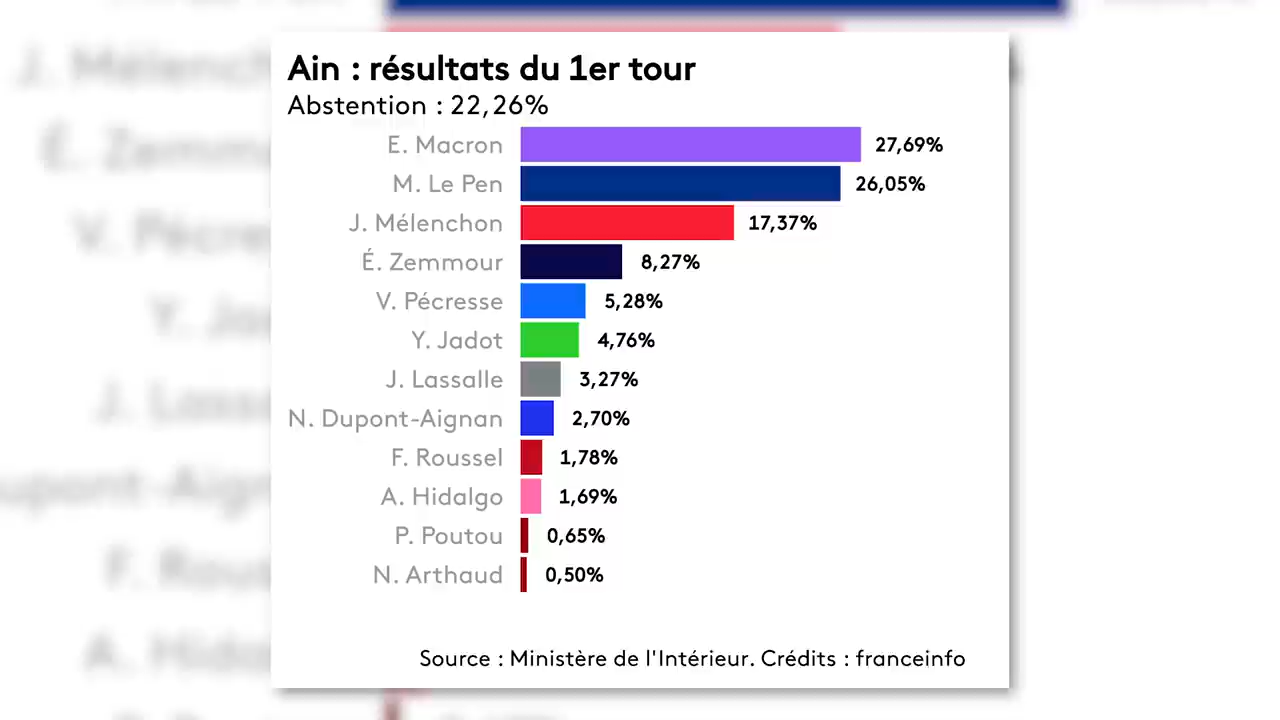 Ain : résultats du 1er tour
Abstention : 22,26%
E. Macron 27,69%
M. Le Pen 26,05%
J. Mélenchon 17,37%
É. Zemmour 8,27%
V. Pécresse 5,28%
Y. Jadot 4,76%
J. Lassalle 3,27%
N. Dupont-Aignan 2,70%
F. Roussel 1,78%
A. Hidalgo 1,69%
P. Poutou 0,65%
N. Arthaud 0,50%
Source : Ministère de l'Intérieur. Crédits : franceinfo